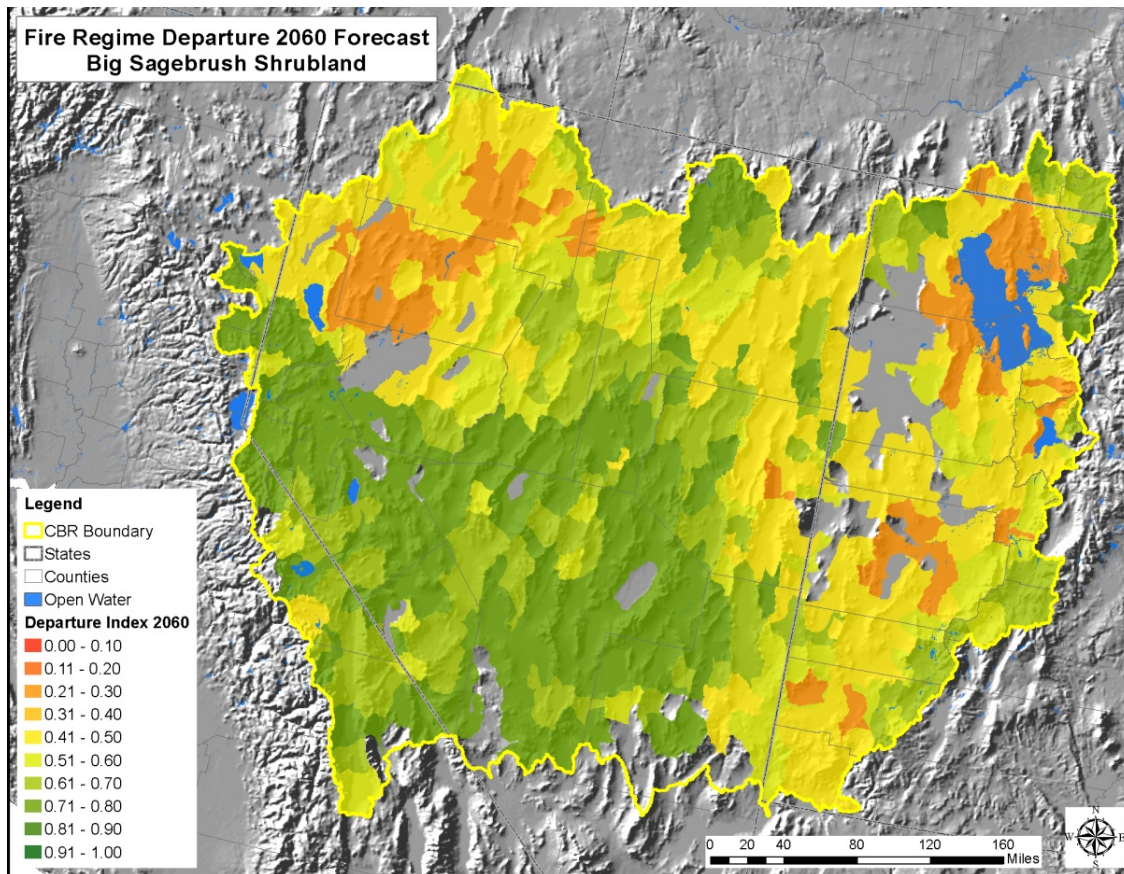 Fire Regime Departure 2060 Forecast
Big Sagebrush Shrubland
Legend
CBR Boundary
States
Counties
Open Water
Departure Index 2060
0.00 - 0.10
0.11 - 0.20
0.21 - 0.30
0.31 - 0.40
0.41 - 0.50
0.51 - 0.60
0.61 - 0.70
0.71 - 0.80
0.81 - 0.90
0.91 - 1.00
0 20 40 80 120 160
Miles
N
W E
S